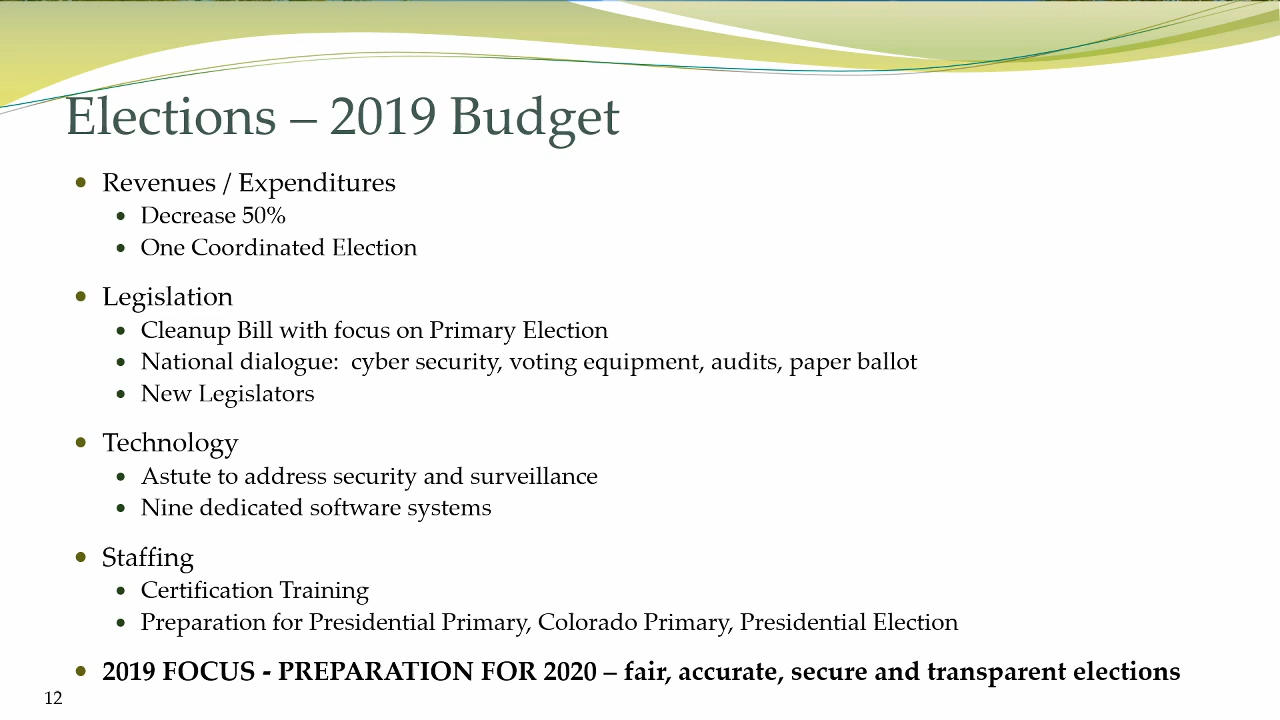 Elections – 2019 Budget
• Revenues / Expenditures
• Decrease 50%
• One Coordinated Election
• Legislation
• Cleanup Bill with focus on Primary Election
• National dialogue:  cyber security, voting equipment, audits, paper ballot
• New Legislators
• Technology
• Astute to address security and surveillance
• Nine dedicated software systems
• Staffing
• Certification Training
• Preparation for Presidential Primary, Colorado Primary, Presidential Election
• 2019 FOCUS - PREPARATION FOR 2020 – fair, accurate, secure and transparent elections
12